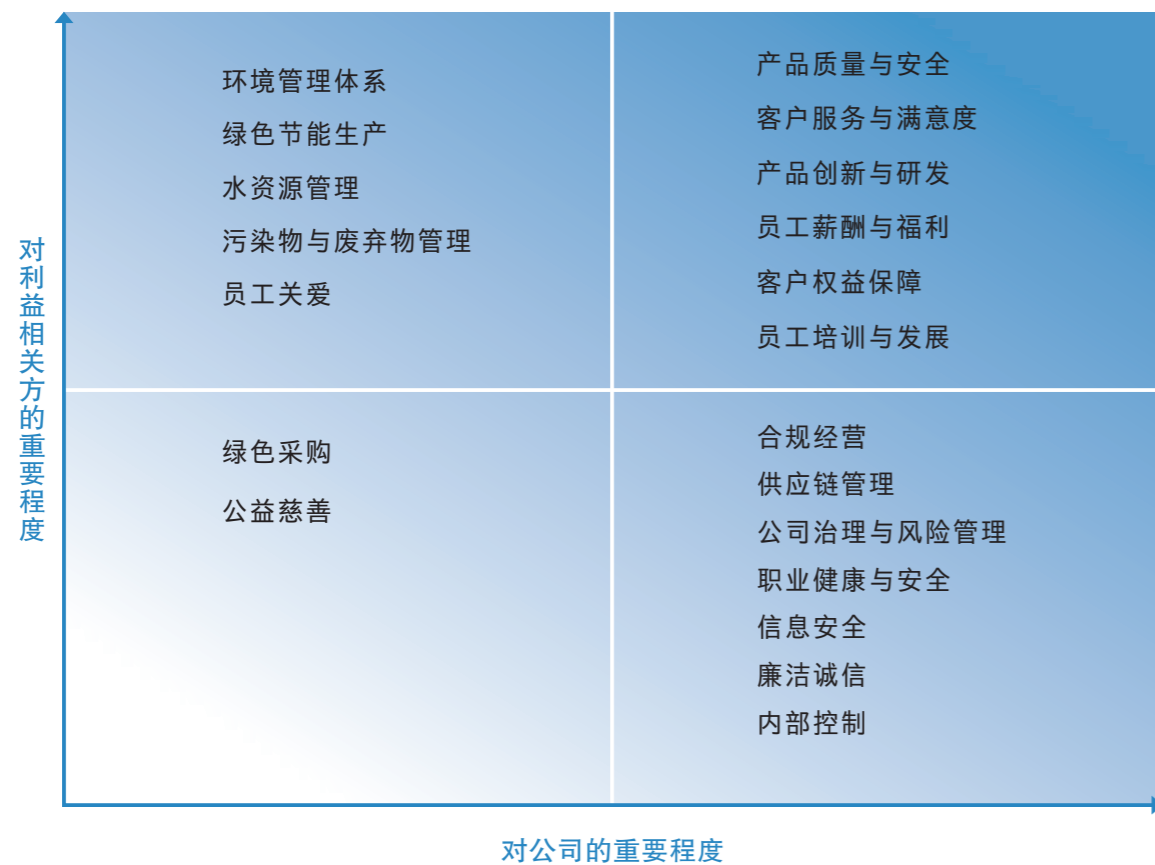 对利益相关方的重要程度
环境管理体系
绿色节能生产
水资源管理
污染物与废弃物管理
员工关爱
产品质量与安全
客户服务与满意度
产品创新与研发
员工薪酬与福利
客户权益保障
员工培训与发展
绿色采购
公益慈善
合规经营
供应链管理
公司治理与风险管理
职业健康与安全
信息安全
廉洁诚信
内部控制
对公司的重要程度